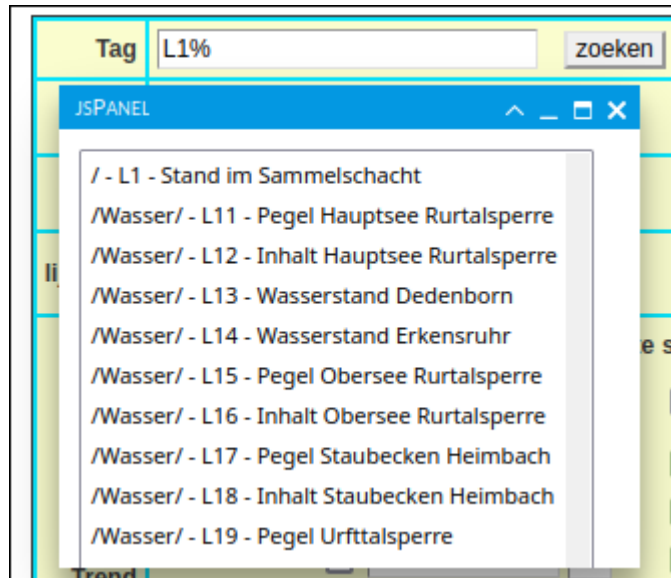 Tag L1% zoeken
JSPANEL
/ - L1 - Stand im Sammelschacht
/Wasser/ - L11 - Pegel Hauptsee Rurtalsperre
/Wasser/ - L12 - Inhalt Hauptsee Rurtalsperre
/Wasser/ - L13 - Wasserstand Dedenborn
/Wasser/ - L14 - Wasserstand Erkensruhr
/Wasser/ - L15 - Pegel Obersee Rurtalsperre
/Wasser/ - L16 - Inhalt Obersee Rurtalsperre
/Wasser/ - L17 - Pegel Staubecken Heimbach
/Wasser/ - L18 - Inhalt Staubecken Heimbach
/Wasser/ - L19 - Pegel Urfttalsperre
Trend